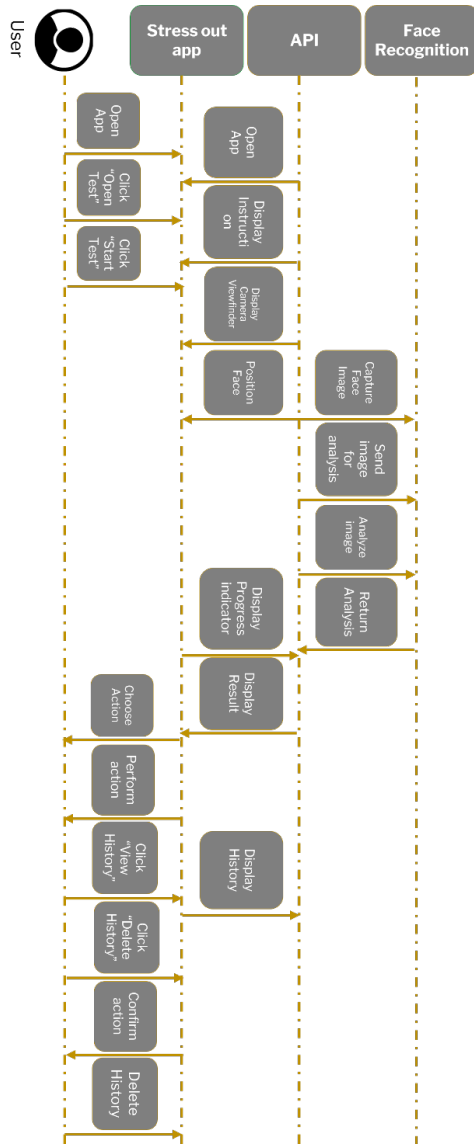 User
Stress out
app
API
Face
Recognition
Open
App
Open
App
Click
“Open
Test”
Display
Instructi
on
Click
“Start
Test”
Display
Camera
Viewfinder
Position
Face
Capture
Face
Image
Send
image
for
analysis
Analyze
image
Display
Progress
indicator
Return
Analysis
Display
Result
Choose
Action
Perform
action
Click
“View
History”
Display
History
Click
“Delete
History”
Confirm
action
Delete
History